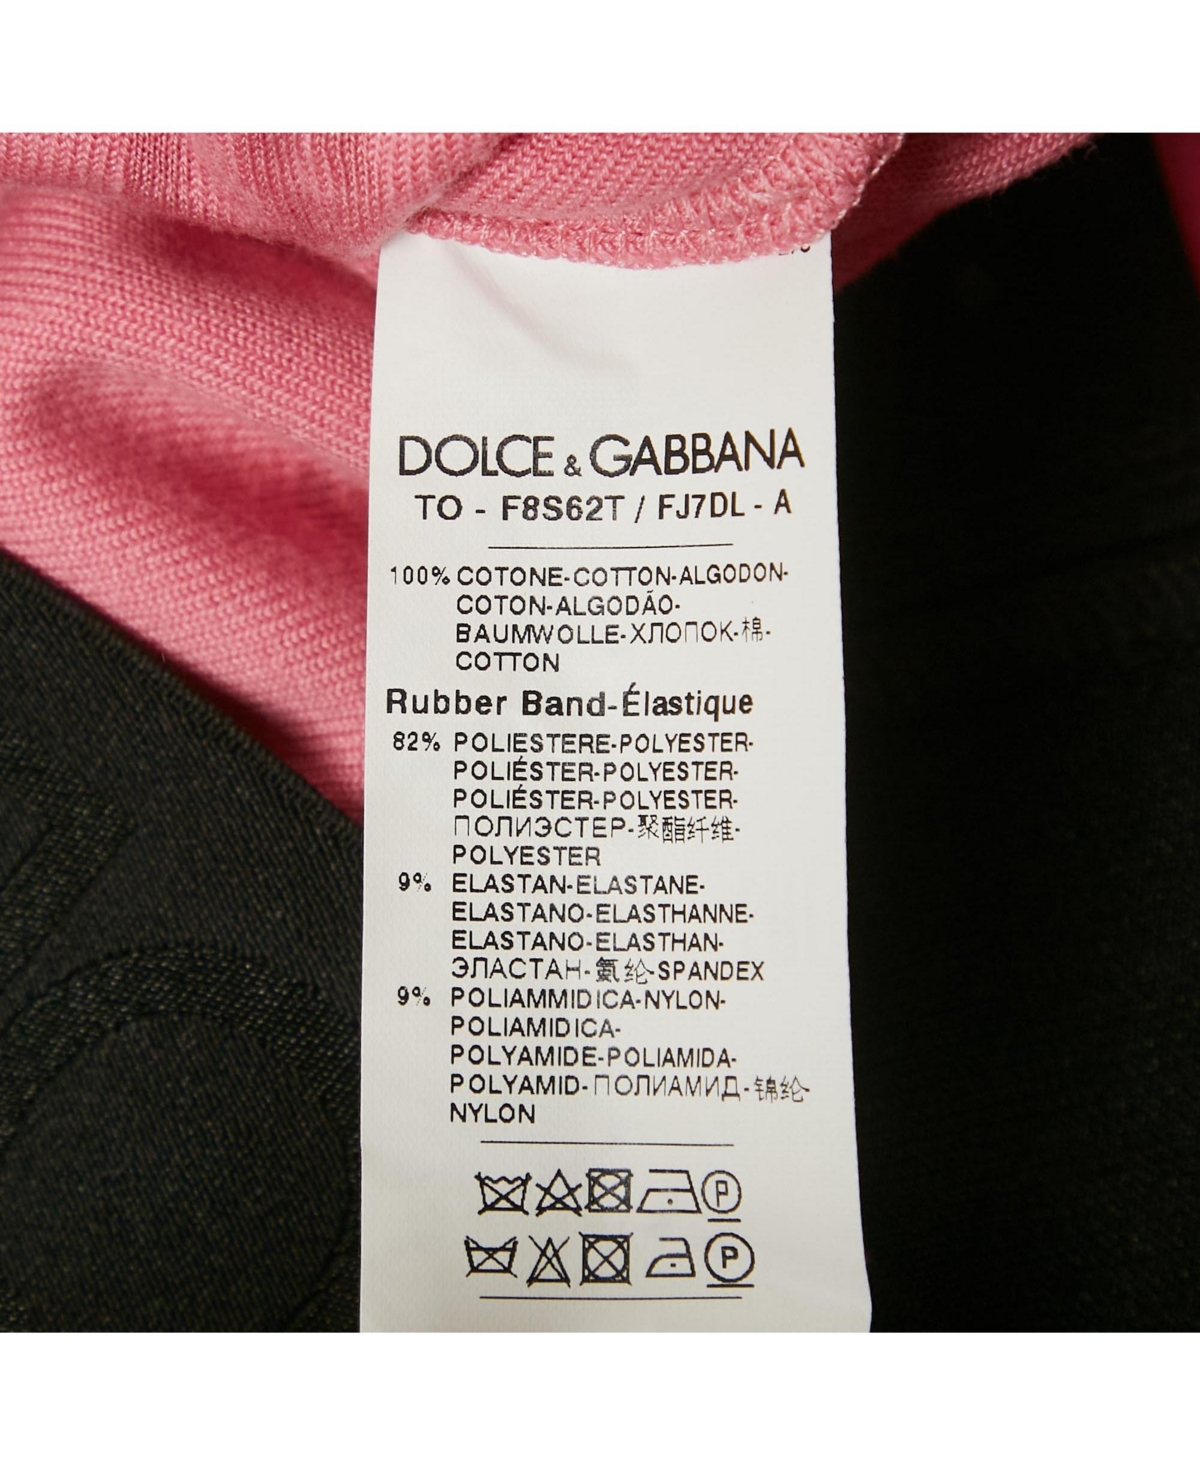 DOLCE & GABBANA
TO - F8S62T / FJ7DL - A
100% COTONE-COTTON-ALGODON-
COTON-ALGODÃO-
BAUMWOLLE-ХЛОПОК-棉-
COTTON
Rubber Band-Élastique
82% POLIESTERE-POLYESTER-
POLIÉSTER-POLYESTER-
POLIÉSTER-POLYESTER-
ПОЛИЭСТЕР-聚酯纤维-
POLYESTER
9% ELASTAN-ELASTANE-
ELASTANO-ELASTHANNE-
ELASTANO-ELASTHAN-
ЭЛАСТАН-氨纶-SPANDEX
9% POLIAMMIDICA-NYLON-
POLIAMIDICA-
POLYAMIDE-POLIAMIDA-
POLYAMID-ПОЛИАМИД-锦纶-
NYLON
P
P